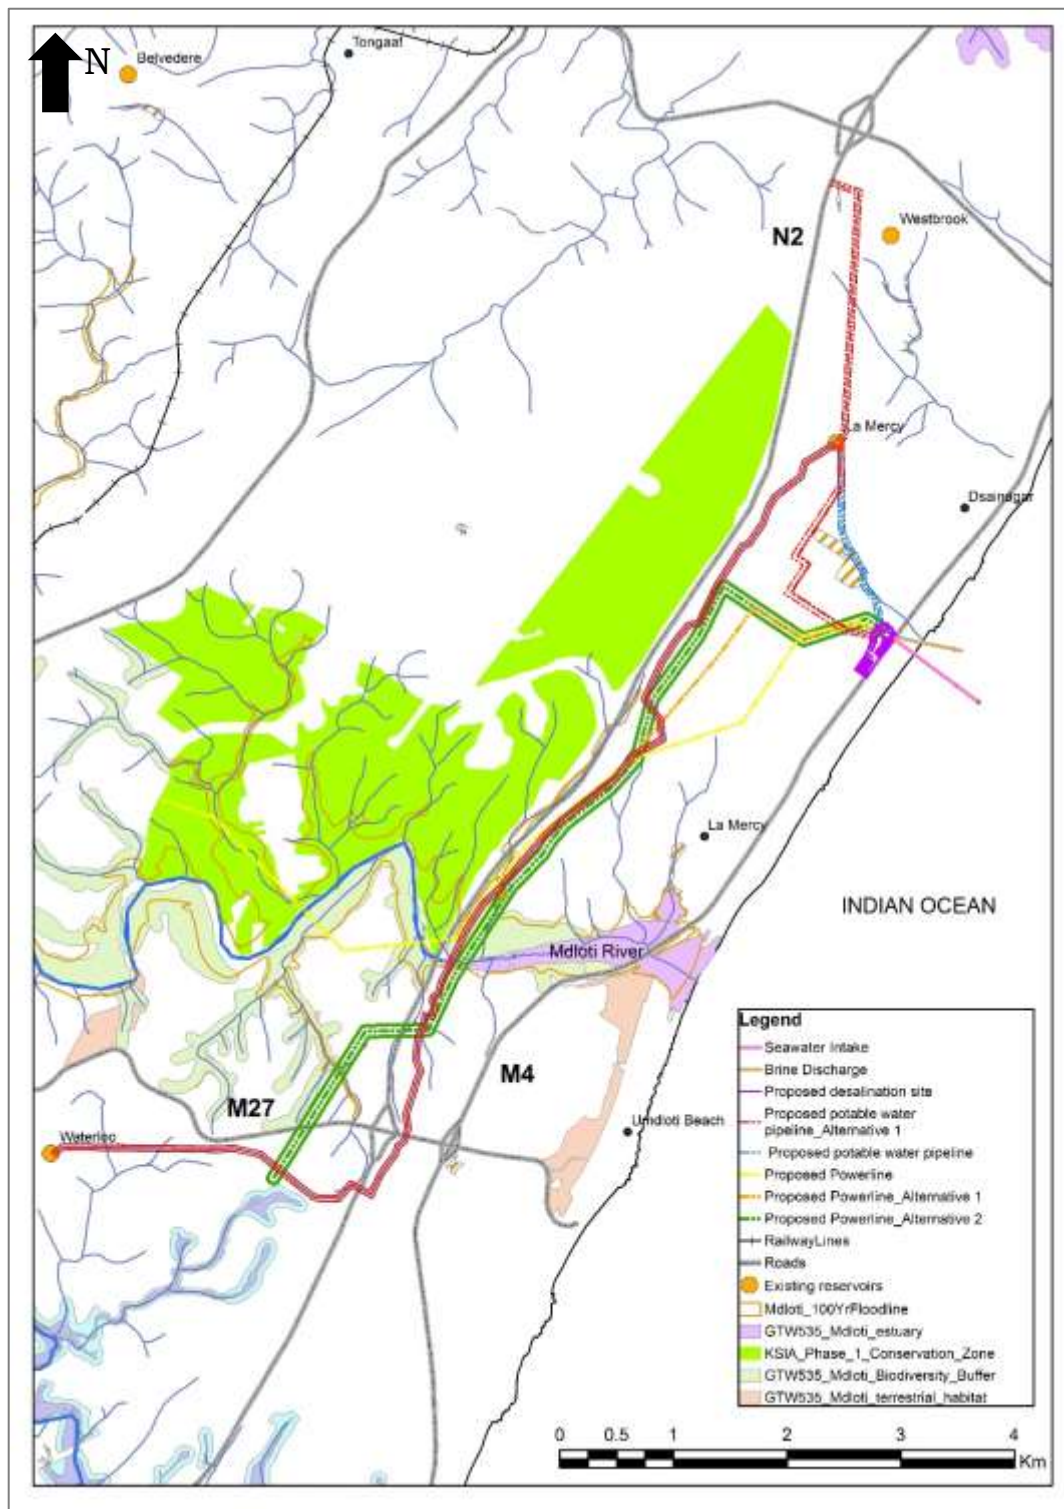 N
Tongaat
Belvedere
Westbrook
N2
La Mercy
Dsainagar
La Mercy
INDIAN OCEAN
Mdloti River
M4
M27
Waterloo
Umdloti Beach
Legend
Seawater Intake
Brine Discharge
Proposed desalination site
Proposed potable water
pipeline_Alternative 1
Proposed potable water pipeline
Proposed Powerline
Proposed Powerline_Alternative 1
Proposed Powerline_Alternative 2
RailwayLines
Roads
Existing reservoirs
Mdloti_100YrFloodline
GTW535_Mdloti_estuary
KSIA_Phase_1_Conservation_Zone
GTW535_Mdloti_Biodiversity_Buffer
GTW535_Mdloti_terrestrial_habitat
0 0.5 1 2 3 4
Km